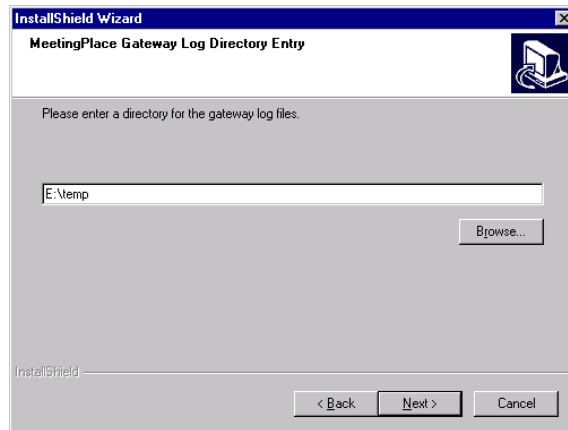 InstallShield Wizard
MeetingPlace Gateway Log Directory Entry
Please enter a directory for the gateway log files.
E:\temp
Browse...
InstallShield
< Back Next > Cancel